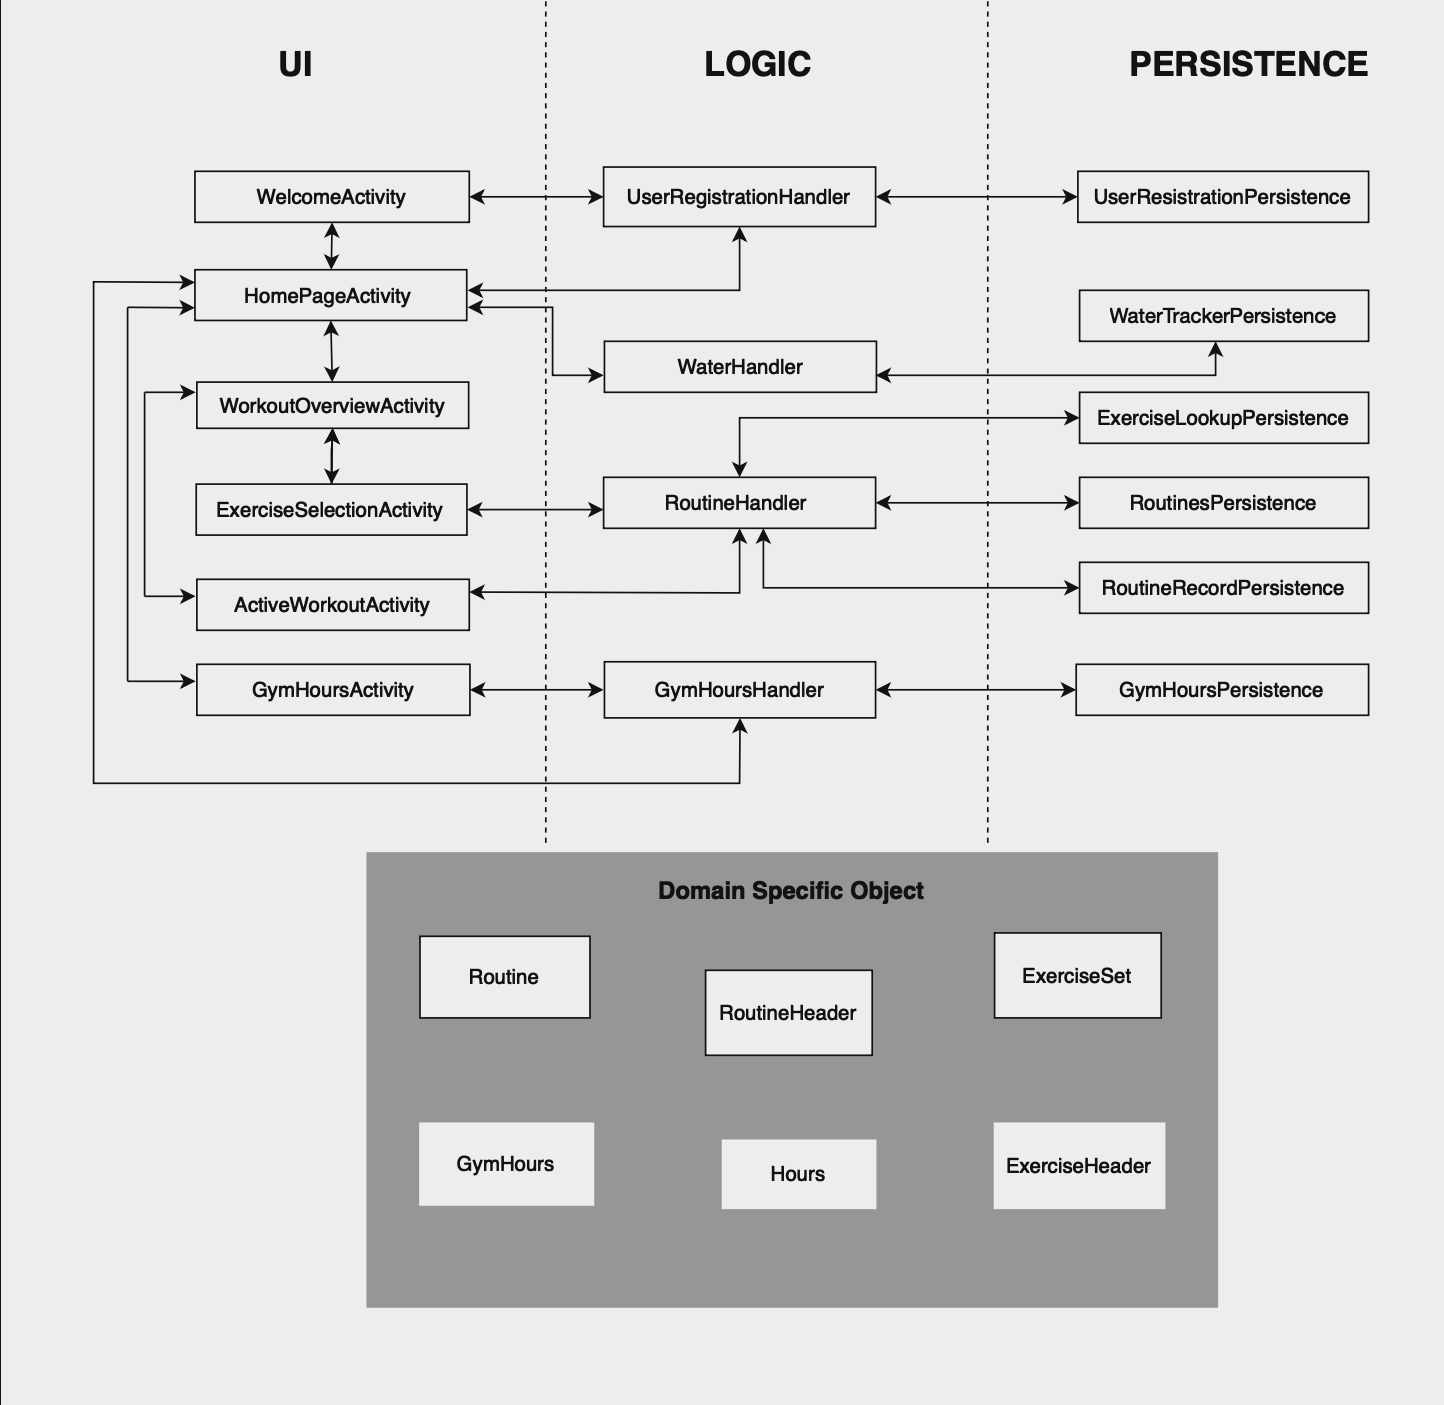 UI
LOGIC
PERSISTENCE
WelcomeActivity
UserRegistrationHandler
UserResistrationPersistence
HomePageActivity
WaterTrackerPersistence
WaterHandler
WorkoutOverviewActivity
ExerciseLookupPersistence
ExerciseSelectionActivity
RoutineHandler
RoutinesPersistence
ActiveWorkoutActivity
RoutineRecordPersistence
GymHoursActivity
GymHoursHandler
GymHoursPersistence
Domain Specific Object
Routine
RoutineHeader
ExerciseSet
GymHours
Hours
ExerciseHeader